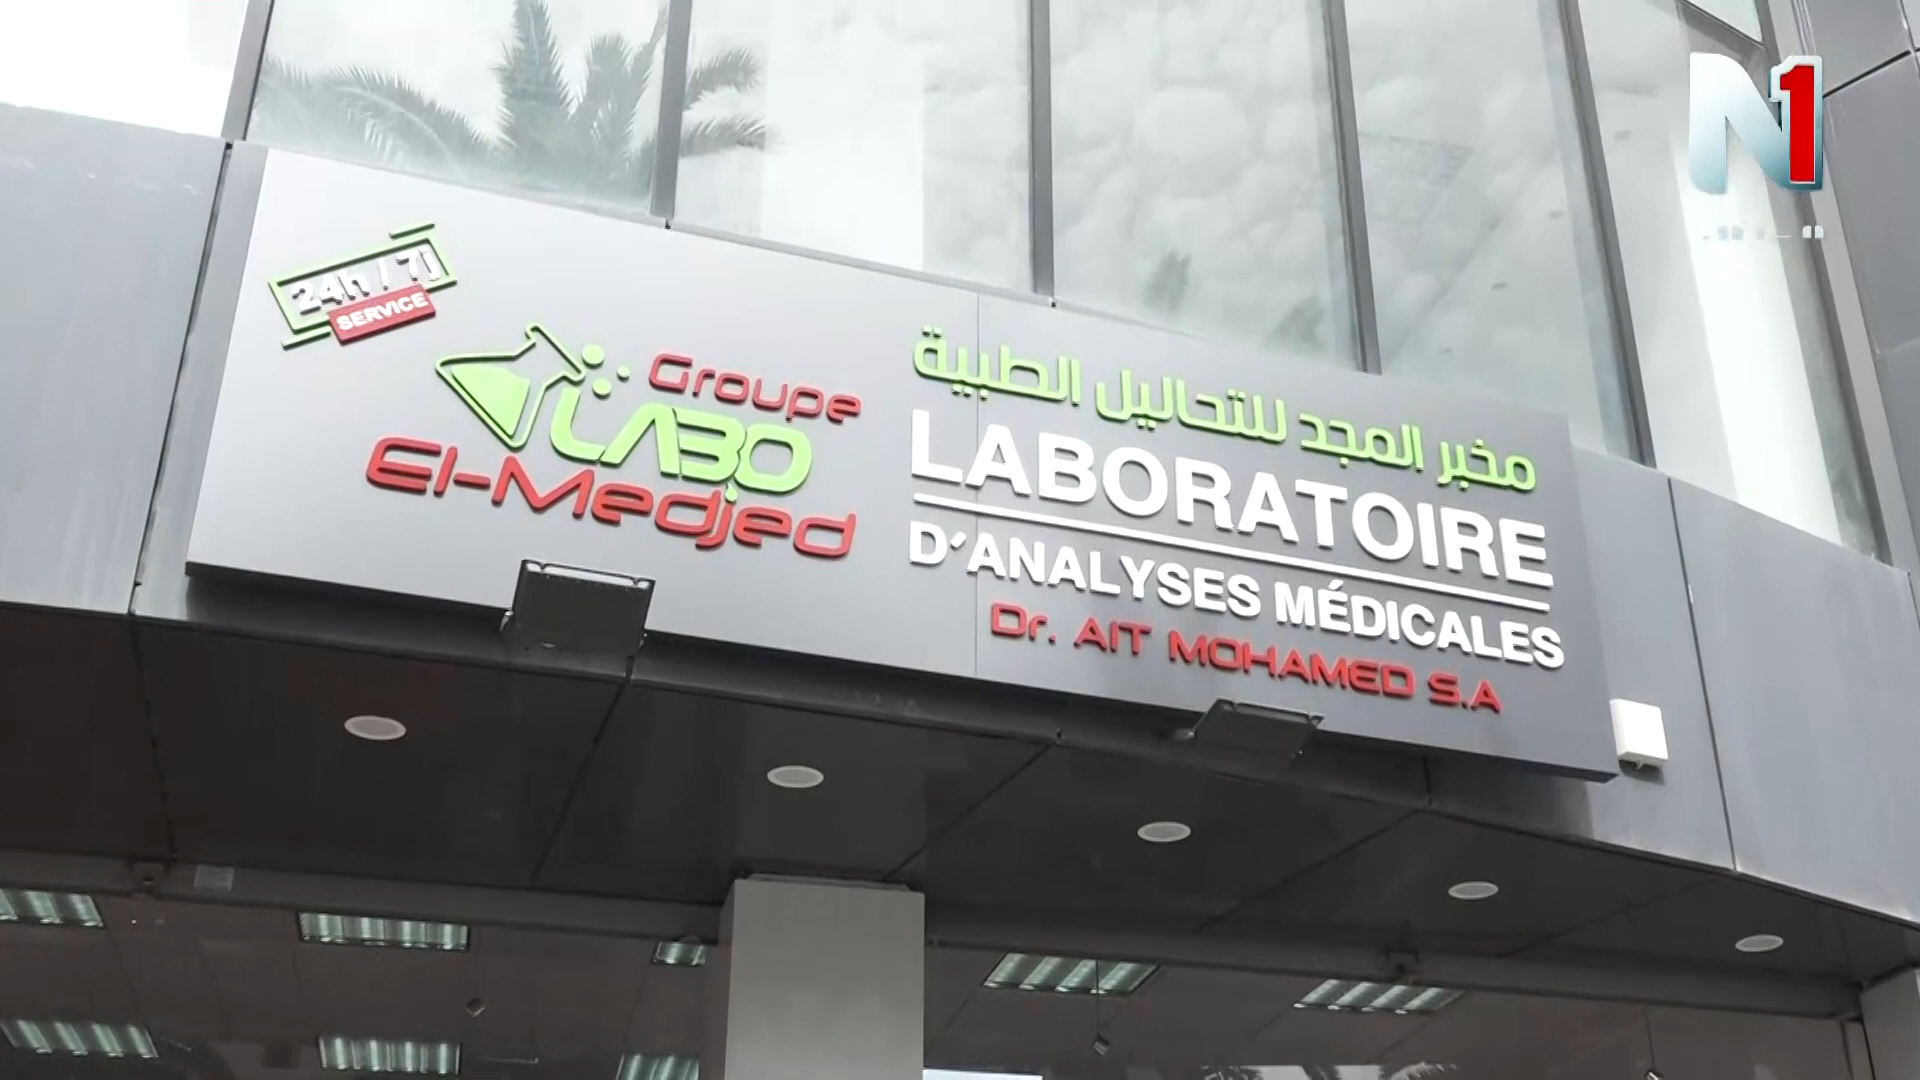 24h / 7j
SERVICE
Groupe
LABO
El-Medjed
مخبر المجد للتحاليل الطبية
LABORATOIRE
D'ANALYSES MÉDICALES
Dr. AIT MOHAMED S.A
N1